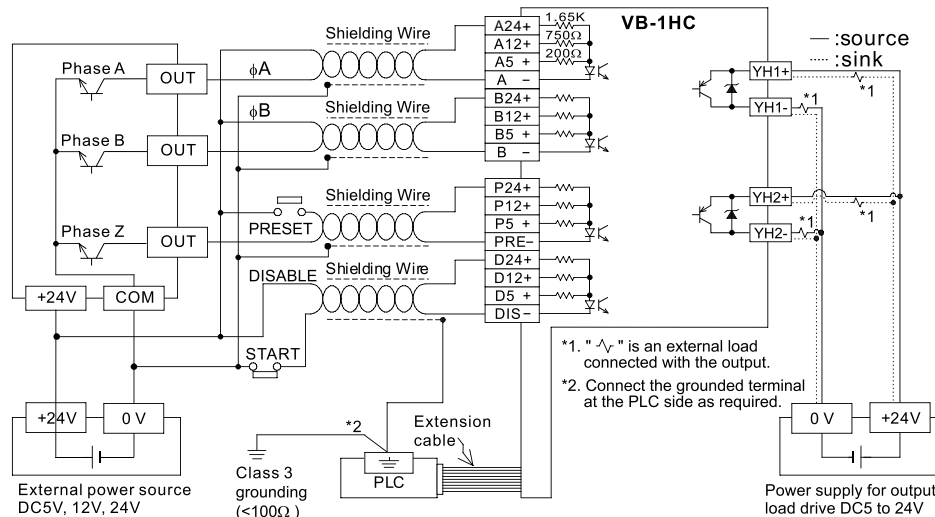 VB-1HC
— :source
:sink
Shielding Wire
A24+
1.65K
A12+
750Ω
A5 +
200Ω
A −
Phase A
OUT
ϕA
ϕB
Shielding Wire
B24+
B12+
B5 +
B −
Phase B
OUT
Shielding Wire
P24+
P12+
P5 +
PRE−
PRESET
Phase Z
OUT
DISABLE
Shielding Wire
D24+
D12+
D5 +
DIS−
+24V
COM
START
YH1+
*1
YH1-
*1
YH2+
*1
YH2-
*1
*1. " " is an external load
connected with the output.
*2. Connect the grounded terminal
at the PLC side as required.
+24V
0 V
External power source
DC5V, 12V, 24V
*2
Class 3
grounding
(<100Ω )
PLC
Extension
cable
0 V
+24V
Power supply for output
load drive DC5 to 24V